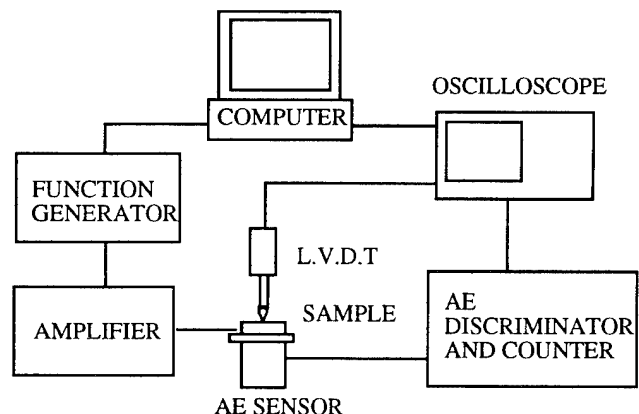 OSCILLOSCOPE
COMPUTER
FUNCTION
GENERATOR
L.V.D.T
AMPLIFIER
SAMPLE
AE
DISCRIMINATOR
AND COUNTER
AE SENSOR